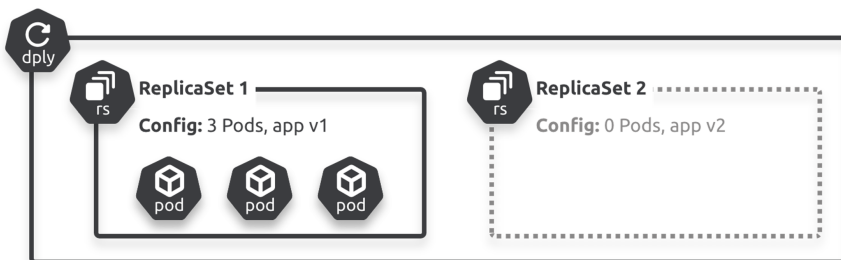 dply
rs
ReplicaSet 1
Config: 3 Pods, app v1
pod pod pod
rs
ReplicaSet 2
Config: 0 Pods, app v2